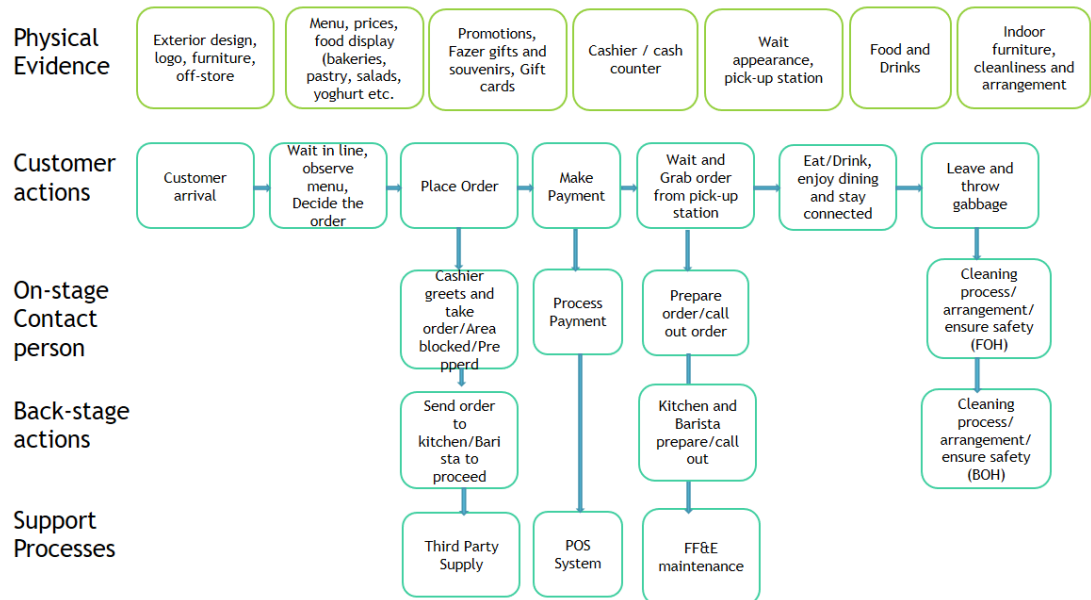 Physical
Evidence
Exterior design,
logo, furniture,
off-store
Menu, prices,
food display
(bakeries,
pastry, salads,
yoghurt etc.
Promotions,
Fazer gifts and
souvenirs, Gift
cards
Cashier / cash
counter
Wait
appearance,
pick-up station
Food and
Drinks
Indoor
furniture,
cleanliness and
arrangement
Customer
actions
Customer
arrival
Wait in line,
observe
menu,
Decide the
order
Place Order
Make
Payment
Wait and
Grab order
from pick-up
station
Eat/Drink,
enjoy dining
and stay
connected
Leave and
throw
gabbage
On-stage
Contact
person
Cashier
greets and
take
order/Area
blocked/Pre
pperd
Process
Payment
Prepare
order/call
out order
Cleaning
process/
arrangement/
ensure safety
(FOH)
Back-stage
actions
Send order
to
kitchen/Bari
sta to
proceed
Kitchen and
Barista
prepare/call
out
Cleaning
process/
arrangement/
ensure safety
(BOH)
Support
Processes
Third Party
Supply
POS
System
FF&E
maintenance